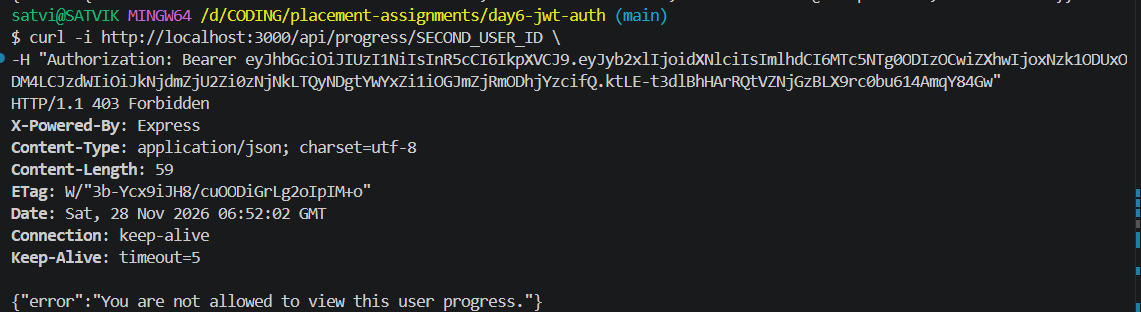 satvi@SATVIK MINGW64 /d/CODING/placement-assignments/day6-jwt-auth (main)
$ curl -i http://localhost:3000/api/progress/SECOND_USER_ID \
-H "Authorization: Bearer eyJhbGciOiJIUzI1NiIsInR5cCI6IkpXVCJ9.eyJyb2xlIjoidXNlciIsImlhdCI6MTc5NTg0ODIzOCwiZXhwIjoxNzk1ODUxO
DM4LCJzdWIiOiJkNjdmZjU2Zi0zNjNkLTQyNDgtYWYxZi1iOGJmZjRmODhjYzcifQ.ktLE-t3dlBhHArRQtVZNjGzBLX9rc0bu614AmqY84Gw"
HTTP/1.1 403 Forbidden
X-Powered-By: Express
Content-Type: application/json; charset=utf-8
Content-Length: 59
ETag: W/"3b-Ycx9iJH8/cuOODiGrLg2oIpIM+o"
Date: Sat, 28 Nov 2026 06:52:02 GMT
Connection: keep-alive
Keep-Alive: timeout=5
{"error":"You are not allowed to view this user progress."}